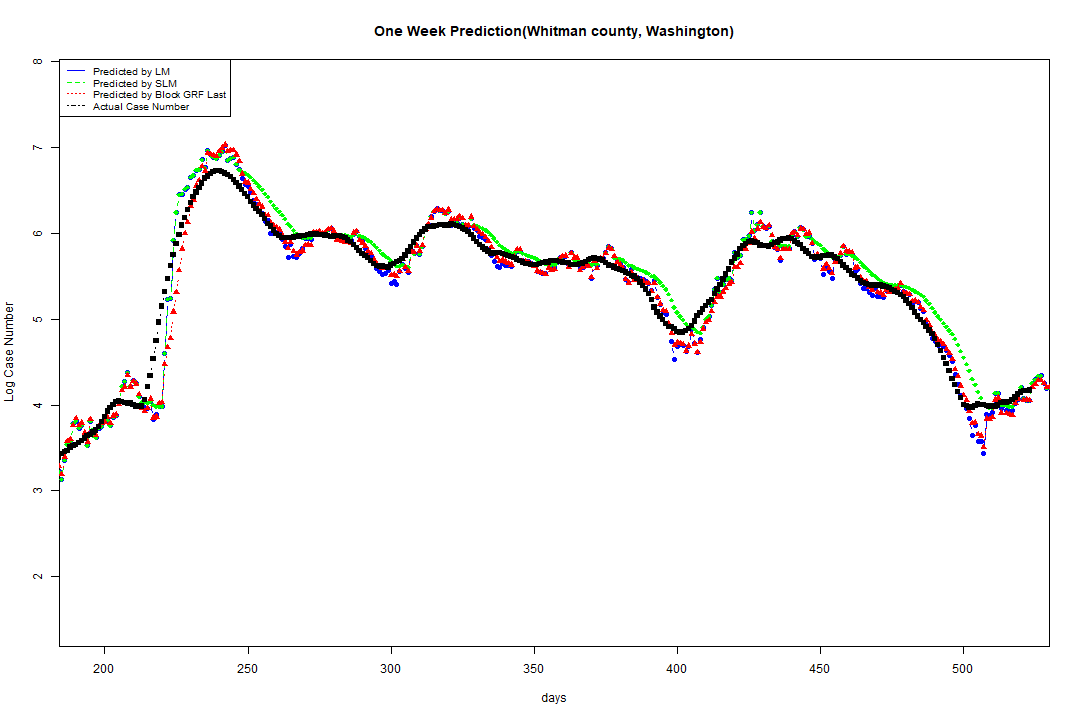 One Week Prediction(Whitman county, Washington)
Predicted by LM
Predicted by SLM
Predicted by Block GRF Last
Actual Case Number
8
7
6
5
4
3
2
Log Case Number
200 250 300 350 400 450 500
days